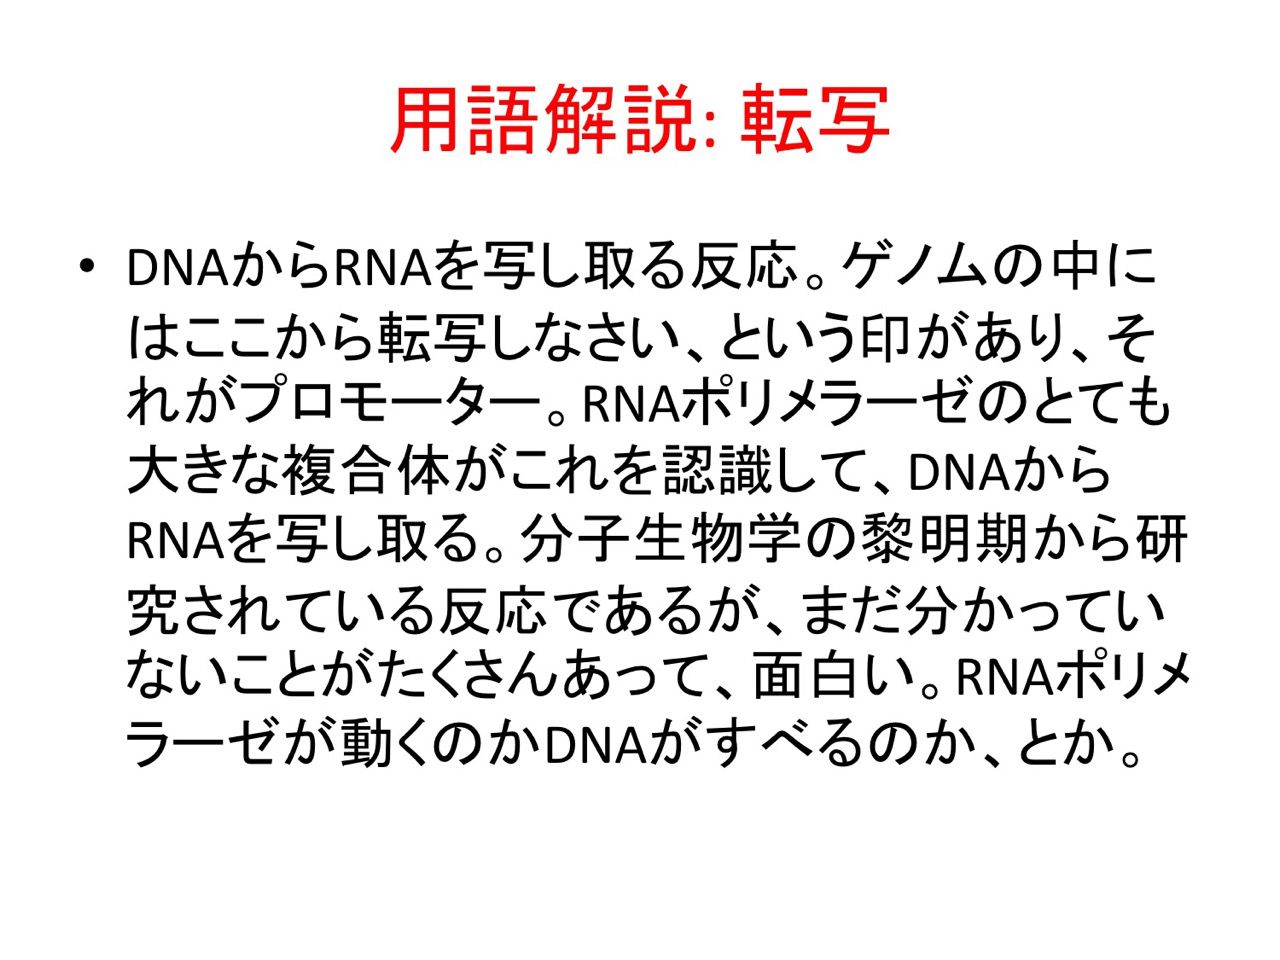 用語解説: 転写
• DNAからRNAを写し取る反応。ゲノムの中に
はここから転写しなさい、という印があり、そ
れがプロモーター。RNAポリメラーゼのとても
大きな複合体がこれを認識して、DNAから
RNAを写し取る。分子生物学の黎明期から研
究されている反応であるが、まだ分かってい
ないことがたくさんあって、面白い。RNAポリメ
ラーゼが動くのかDNAがすべるのか、とか。